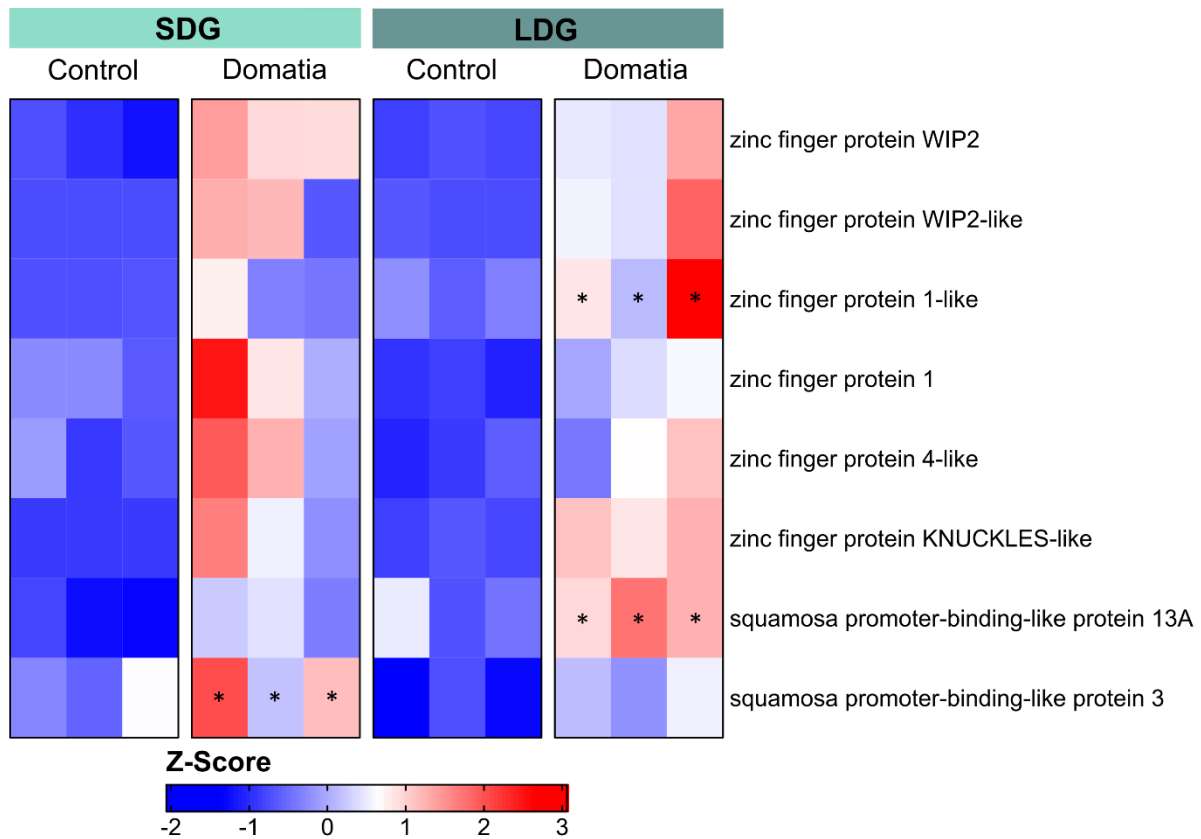 SDG LDG
Control Domatia Control Domatia
zinc finger protein WIP2
zinc finger protein WIP2-like
* * * zinc finger protein 1-like
zinc finger protein 1
zinc finger protein 4-like
zinc finger protein KNUCKLES-like
* * * squamosa promoter-binding-like protein 13A
* * * squamosa promoter-binding-like protein 3
Z-Score
-2 -1 0 1 2 3